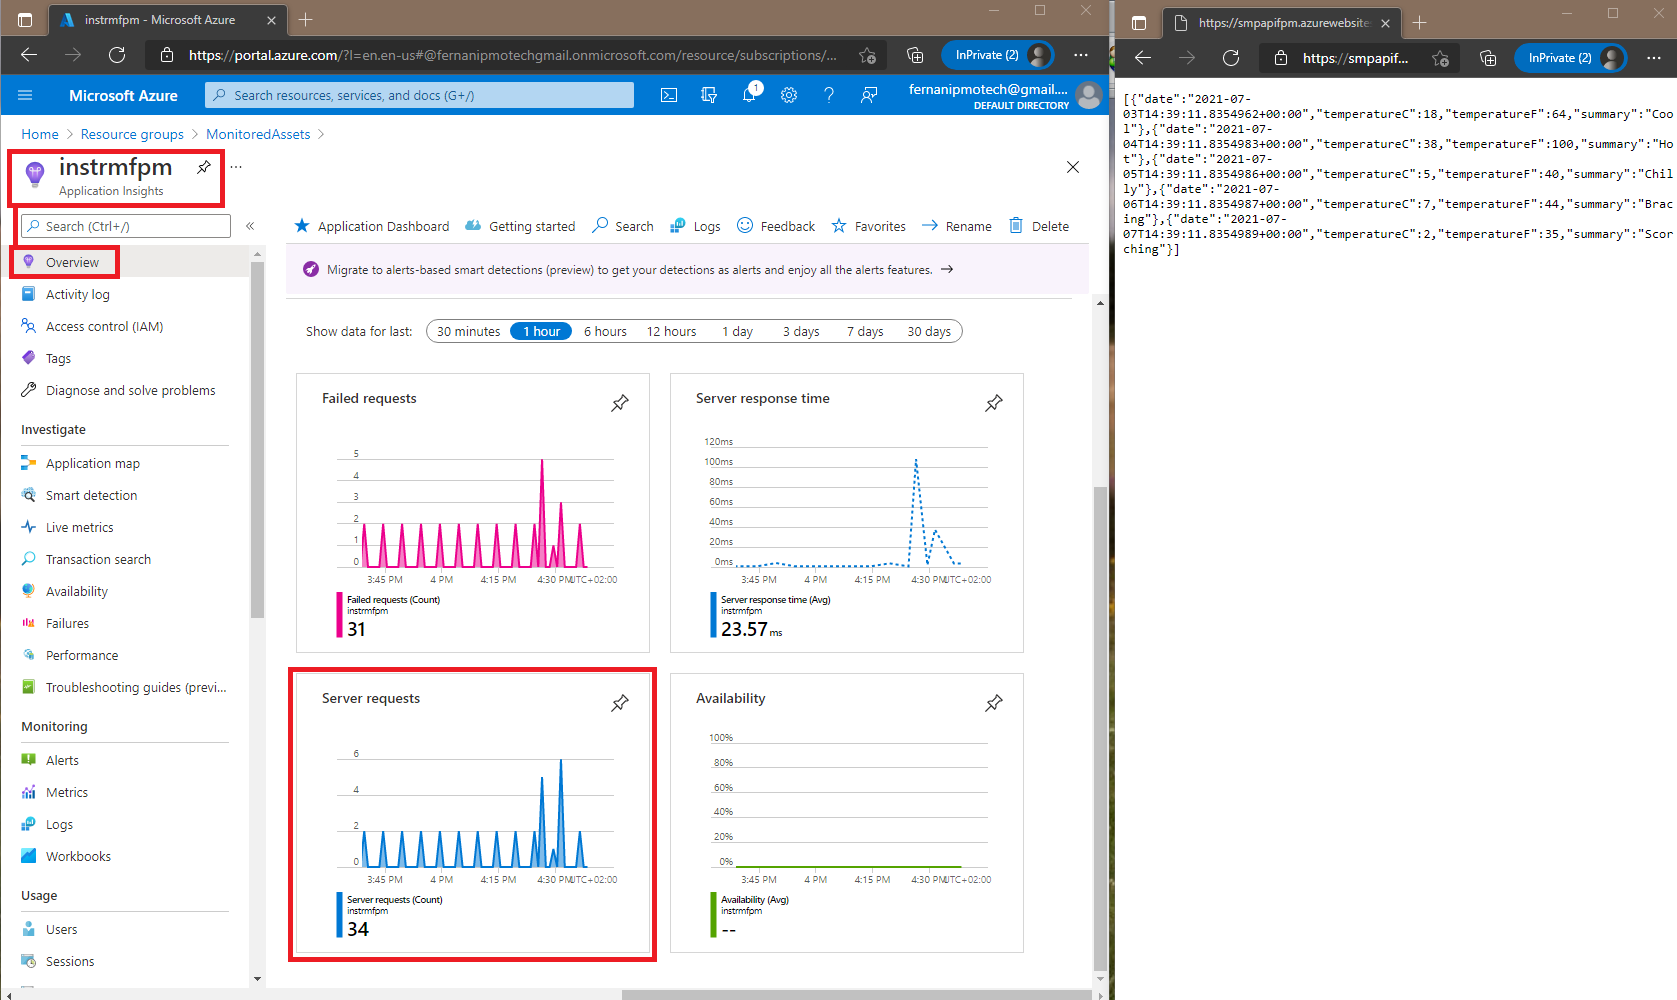 instrmfpm - Microsoft Azure
https://portal.azure.com/?l=en.en-us#@fernanipmotechgmail.onmicrosoft.com/resource/subscriptions/...
InPrivate (2)
Microsoft Azure
Search resources, services, and docs (G+/)
1
fernanipmotech@gmail....
DEFAULT DIRECTORY
Home > Resource groups > MonitoredAssets >
instrmfpm
Application Insights
Search (Ctrl+/)
Overview
Activity log
Access control (IAM)
Tags
Diagnose and solve problems
Investigate
Application map
Smart detection
Live metrics
Transaction search
Availability
Failures
Performance
Troubleshooting guides (previ...
Monitoring
Alerts
Metrics
Logs
Workbooks
Usage
Users
Sessions
Application Dashboard
Getting started
Search
Logs
Feedback
Favorites
Rename
Delete
Migrate to alerts-based smart detections (preview) to get your detections as alerts and enjoy all the alerts features. →
Show data for last:
30 minutes
1 hour
6 hours
12 hours
1 day
3 days
7 days
30 days
Failed requests
5
4
3
2
1
0
3:45 PM
4 PM
4:15 PM
4:30 PM
UTC+02:00
Failed requests (Count)
instrmfpm
31
Server response time
120ms
100ms
80ms
60ms
40ms
20ms
0ms
3:45 PM
4 PM
4:15 PM
4:30 PM
UTC+02:00
Server response time (Avg)
instrmfpm
23.57 ms
Server requests
6
4
2
0
3:45 PM
4 PM
4:15 PM
4:30 PM
UTC+02:00
Server requests (Count)
instrmfpm
34
Availability
100%
80%
60%
40%
20%
0%
3:45 PM
4 PM
4:15 PM
4:30 PM
UTC+02:00
Availability (Avg)
instrmfpm
--
https://smpapifpm.azurewebsite
https://smpapif...
InPrivate (2)
[{"date":"2021-07-
03T14:39:11.8354962+00:00","temperatureC":18,"temperatureF":64,"summary":"Coo
l"},{"date":"2021-07-
04T14:39:11.8354983+00:00","temperatureC":38,"temperatureF":100,"summary":"Ho
t"},{"date":"2021-07-
05T14:39:11.8354986+00:00","temperatureC":5,"temperatureF":40,"summary":"Chi
lly"},{"date":"2021-07-
06T14:39:11.8354987+00:00","temperatureC":7,"temperatureF":44,"summary":"Brac
ing"},{"date":"2021-07-
07T14:39:11.8354989+00:00","temperatureC":2,"temperatureF":35,"summary":"Scor
ching"}]